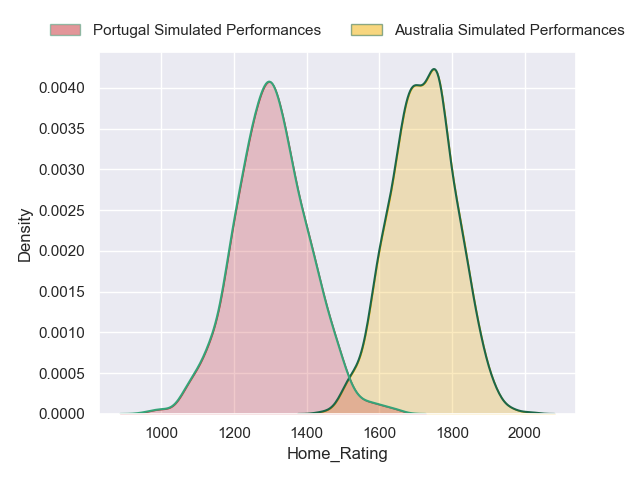 Portugal Simulated Performances Australia Simulated Performances
0.0040
0.0035
0.0030
0.0025
0.0020
0.0015
0.0010
0.0005
0.0000
Density
1000 1200 1400 1600 1800 2000
Home_Rating